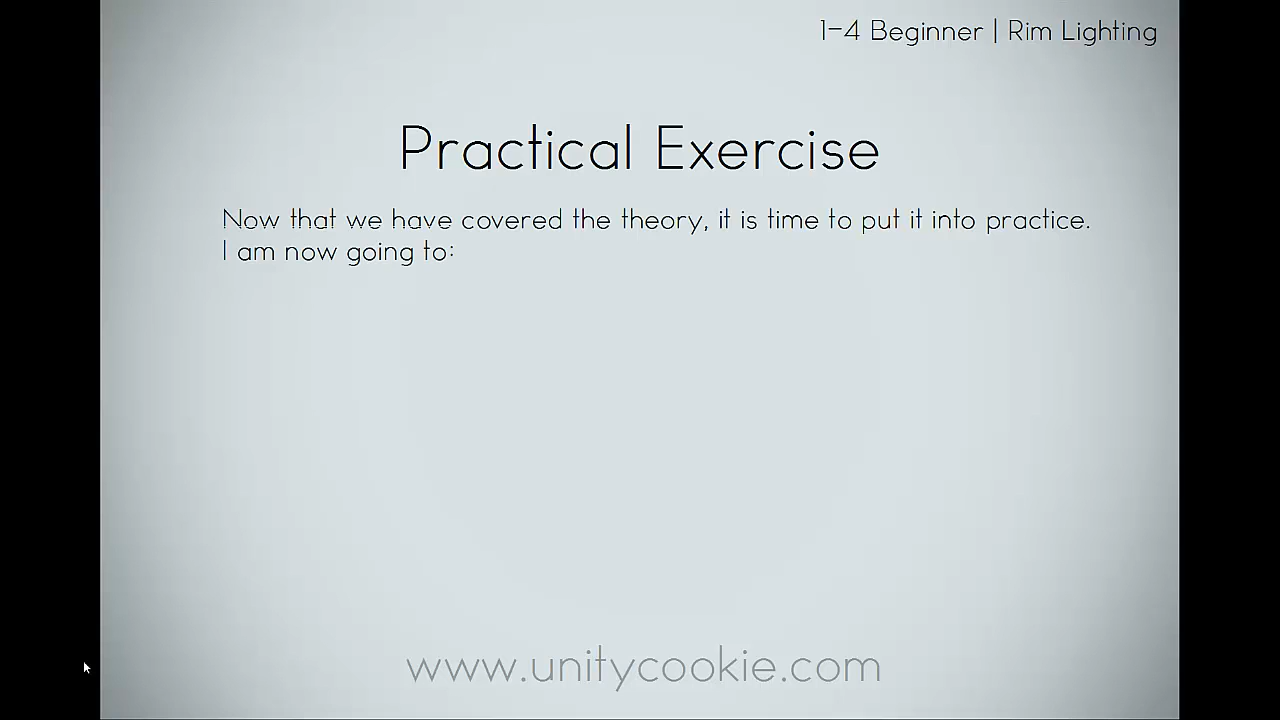 1-4 Beginner | Rim Lighting
Practical Exercise
Now that we have covered the theory, it is time to put it into practice.
I am now going to:
www.unitycookie.com